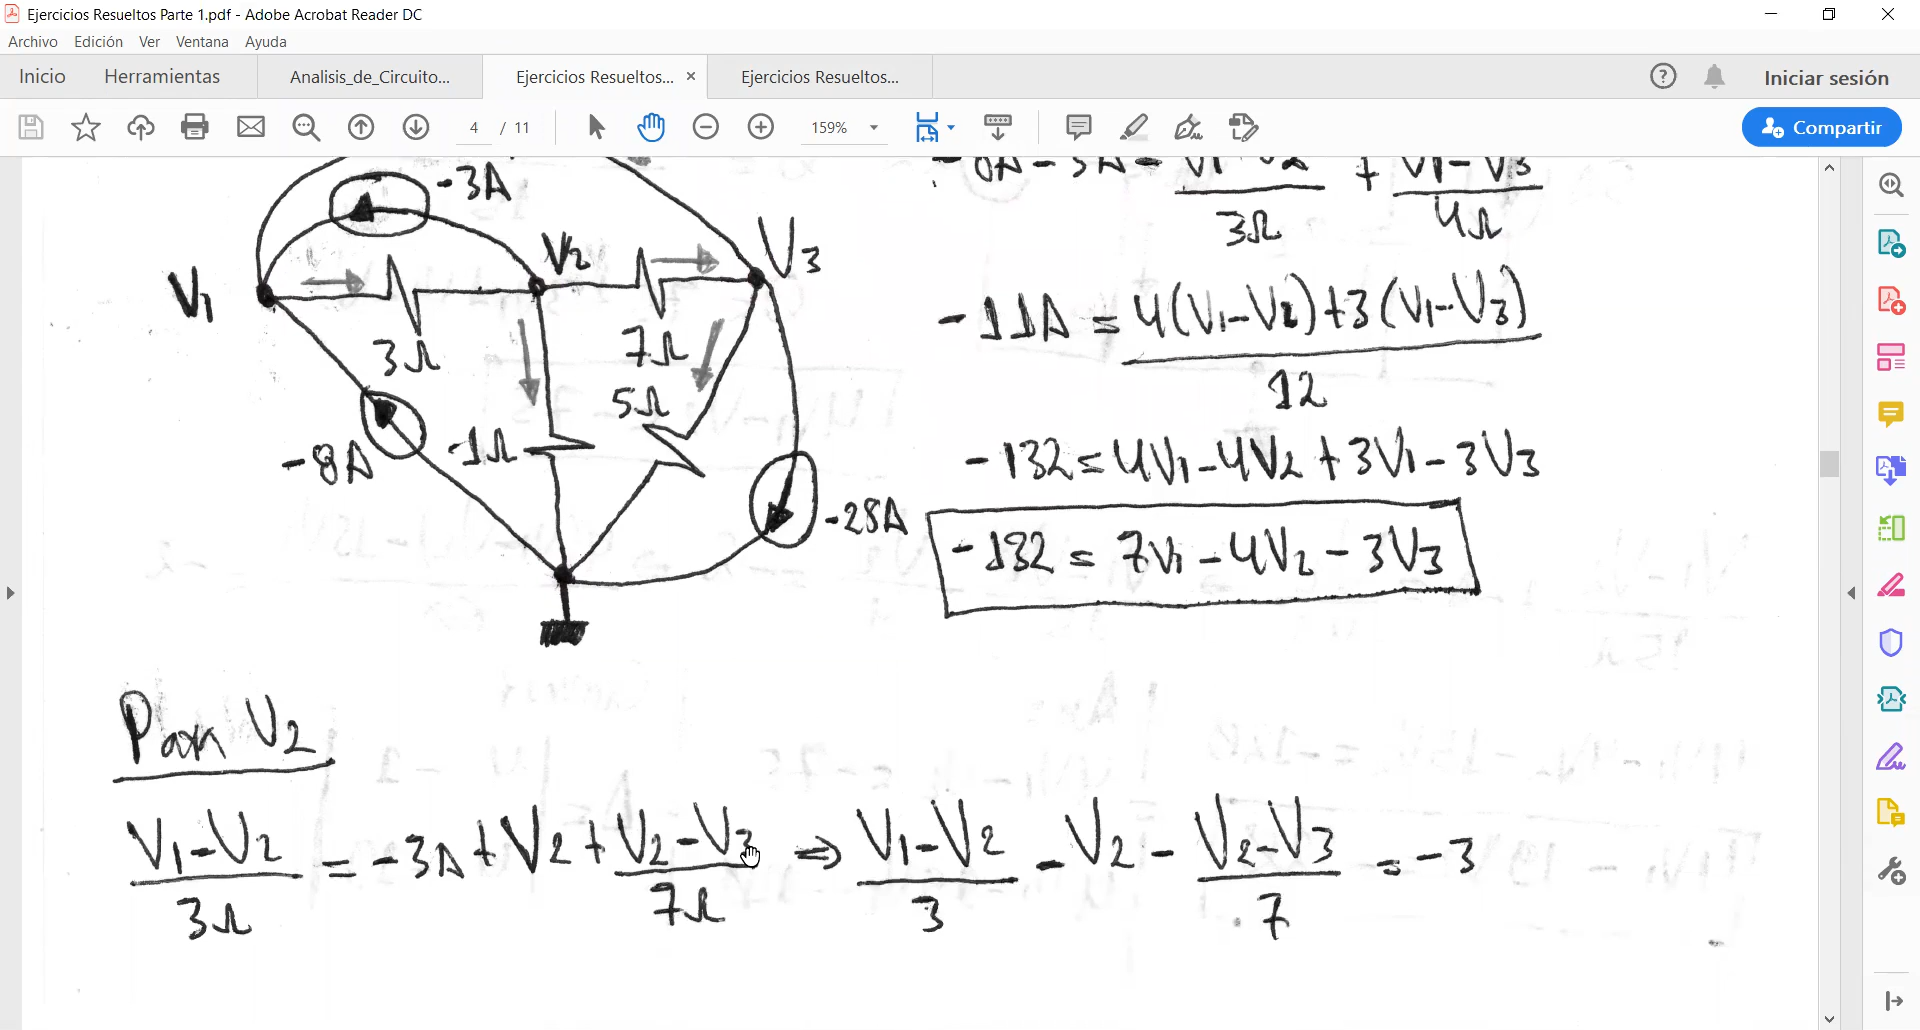 Ejercicios Resueltos Parte 1.pdf - Adobe Acrobat Reader DC
Archivo Edición Ver Ventana Ayuda
Inicio Herramientas Analisis_de_Circuito... Ejercicios Resueltos... × Ejercicios Resueltos... ? Iniciar sesión
4 / 11 159% Compartir
-3A
V1 V2 V3
3Ω 7Ω
5Ω
-8A 1Ω
-28A
3Ω 4Ω
-11A = 4(V1-V2)+3(V1-V3)
12
-132 = 4V1-4V2+3V1-3V3
-132 = 7V1-4V2-3V3
Para V2
V1-V2 = -3A + V2 + V2-V3 ⇒ V1-V2 - V2 - V2-V3 = -3
3Ω 7Ω 3 7